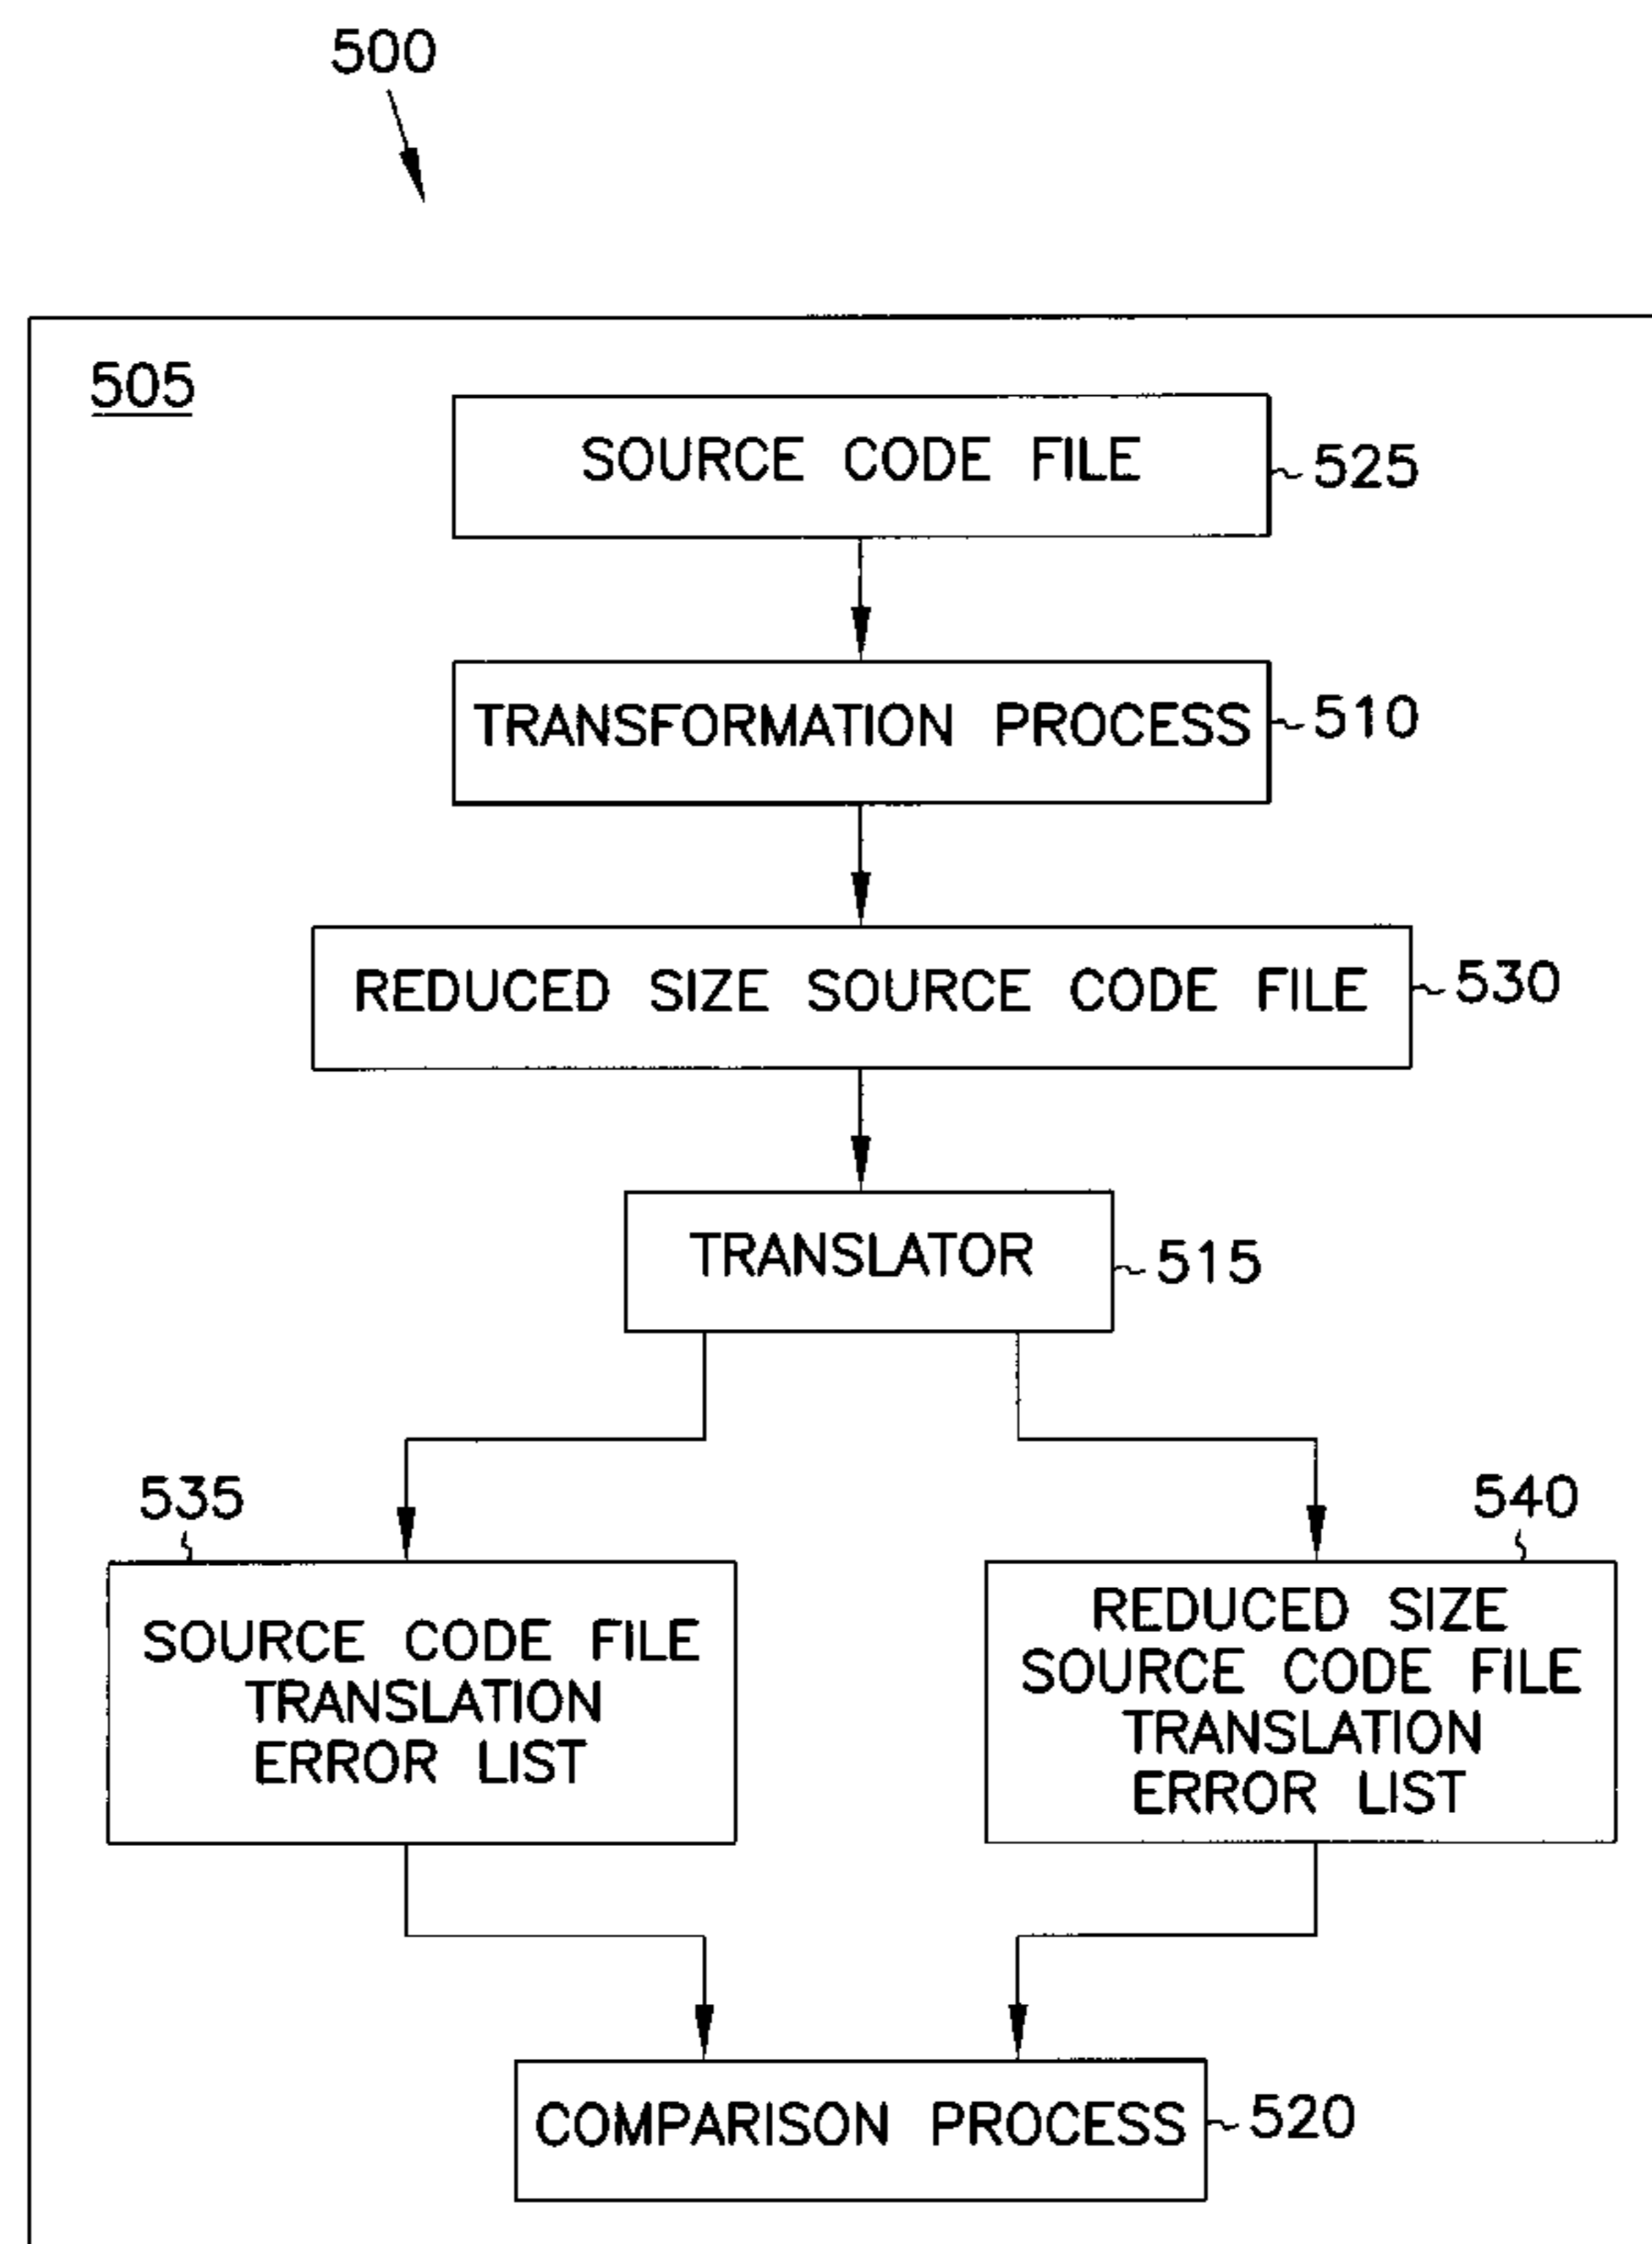 500
505
SOURCE CODE FILE
525
TRANSFORMATION PROCESS
510
REDUCED SIZE SOURCE CODE FILE
530
TRANSLATOR
515
535
SOURCE CODE FILE
TRANSLATION
ERROR LIST
540
REDUCED SIZE
SOURCE CODE FILE
TRANSLATION
ERROR LIST
COMPARISON PROCESS
520